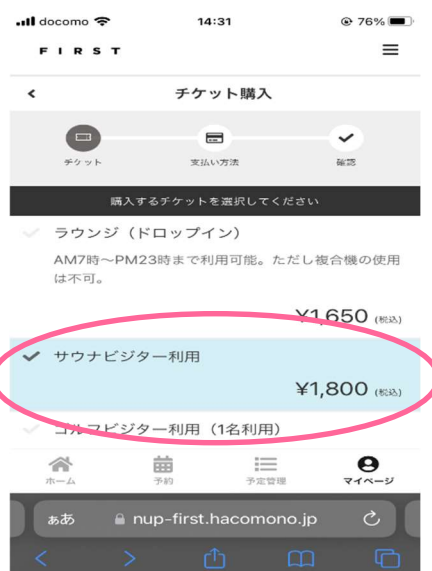 docomo 14:31 76%
FIRST
チケット購入
チケット 支払い方法 確認
購入するチケットを選択してください
ラウンジ（ドロップイン）
AM7時〜PM23時まで利用可能。ただし複合機の使用
は不可。
¥1,650 (税込)
サウナビジター利用
¥1,800 (税込)
ゴルフビジター利用（1名利用）
ホーム 予約 予定管理 マイページ
ぁあ nup-first.hacomono.jp